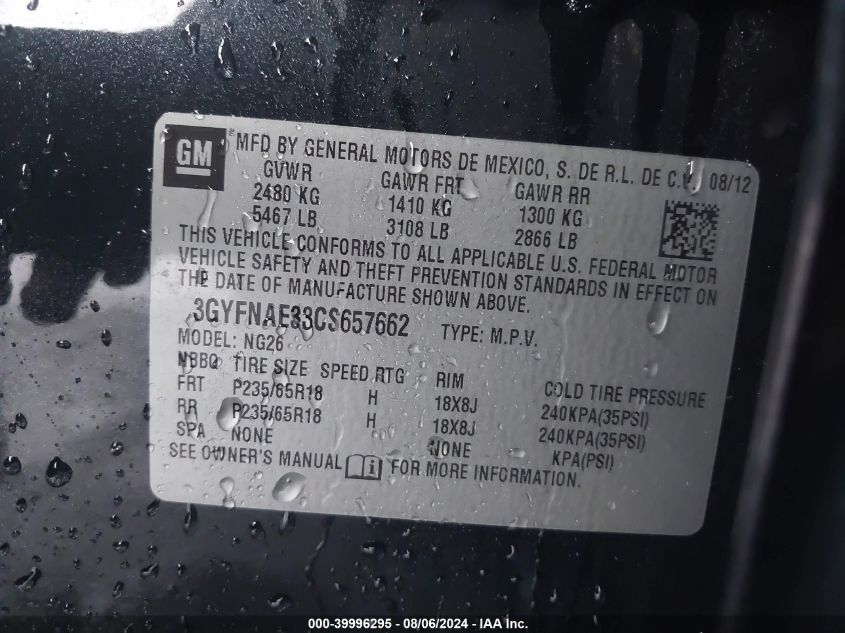 GM
*MFD BY GENERAL MOTORS DE MEXICO, S. DE R.L. DE C.V. 08/12
GVWR GAWR FRT GAWR RR
2480 KG 1410 KG 1300 KG
5467 LB 3108 LB 2866 LB
THIS VEHICLE CONFORMS TO ALL APPLICABLE U.S. FEDERAL MOTOR
VEHICLE SAFETY AND THEFT PREVENTION STANDARDS IN EFFECT ON
THE DATE OF MANUFACTURE SHOWN ABOVE.
3GYFNAE33CS657662 TYPE: M.P.V.
MODEL: NG26
NBBQ TIRE SIZE SPEED RTG RIM COLD TIRE PRESSURE
FRT P235/65R18 H 18X8J 240KPA(35PSI)
RR P235/65R18 H 18X8J 240KPA(35PSI)
SPA NONE NONE KPA(PSI)
SEE OWNER'S MANUAL FOR MORE INFORMATION.
000-39996295 - 08/06/2024 - IAA Inc.